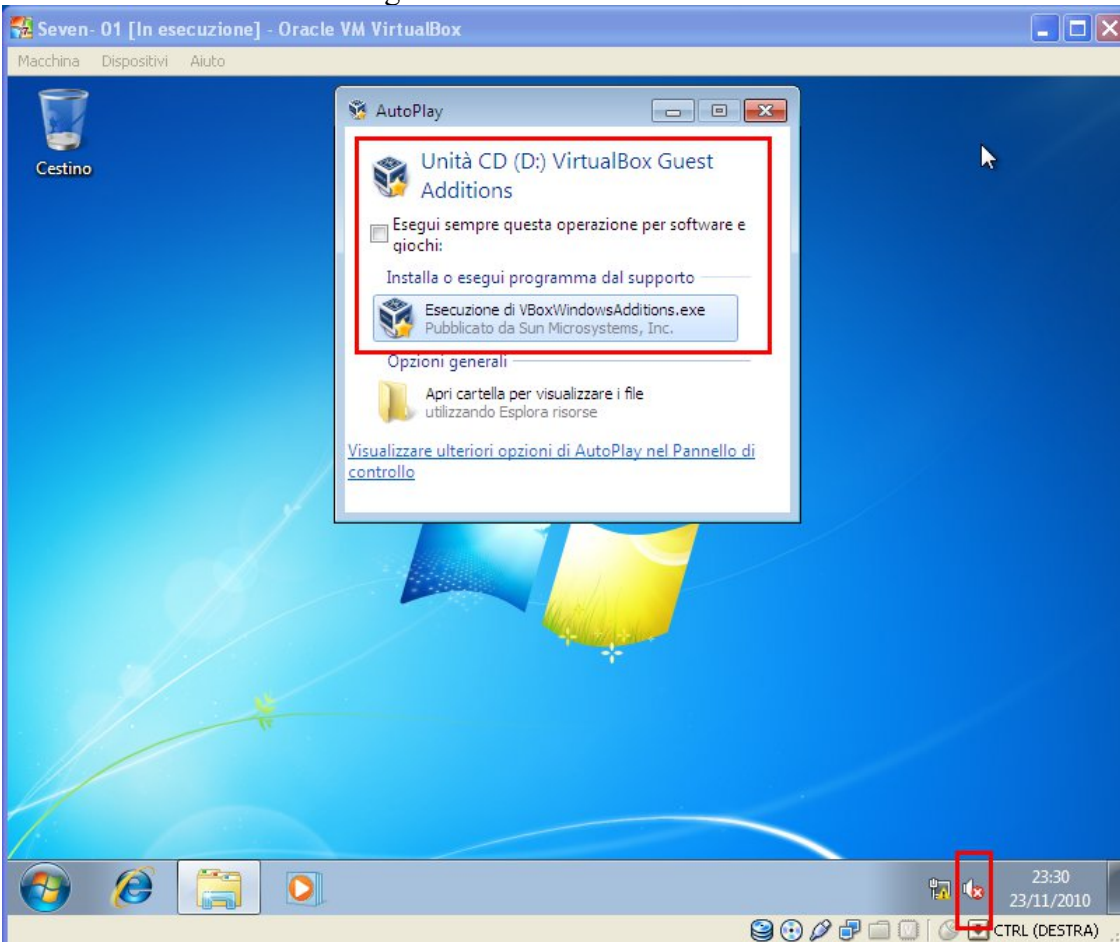 Seven- 01 [In esecuzione] - Oracle VM VirtualBox
Macchina Dispositivi Aiuto
Cestino
AutoPlay
Unità CD (D:) VirtualBox Guest
Additions
Esegui sempre questa operazione per software e
giochi:
Installa o esegui programma dal supporto
Esecuzione di VBoxWindowsAdditions.exe
Pubblicato da Sun Microsystems, Inc.
Opzioni generali
Apri cartella per visualizzare i file
utilizzando Esplora risorse
Visualizzare ulteriori opzioni di AutoPlay nel Pannello di
controllo
23:30
23/11/2010
CTRL (DESTRA)